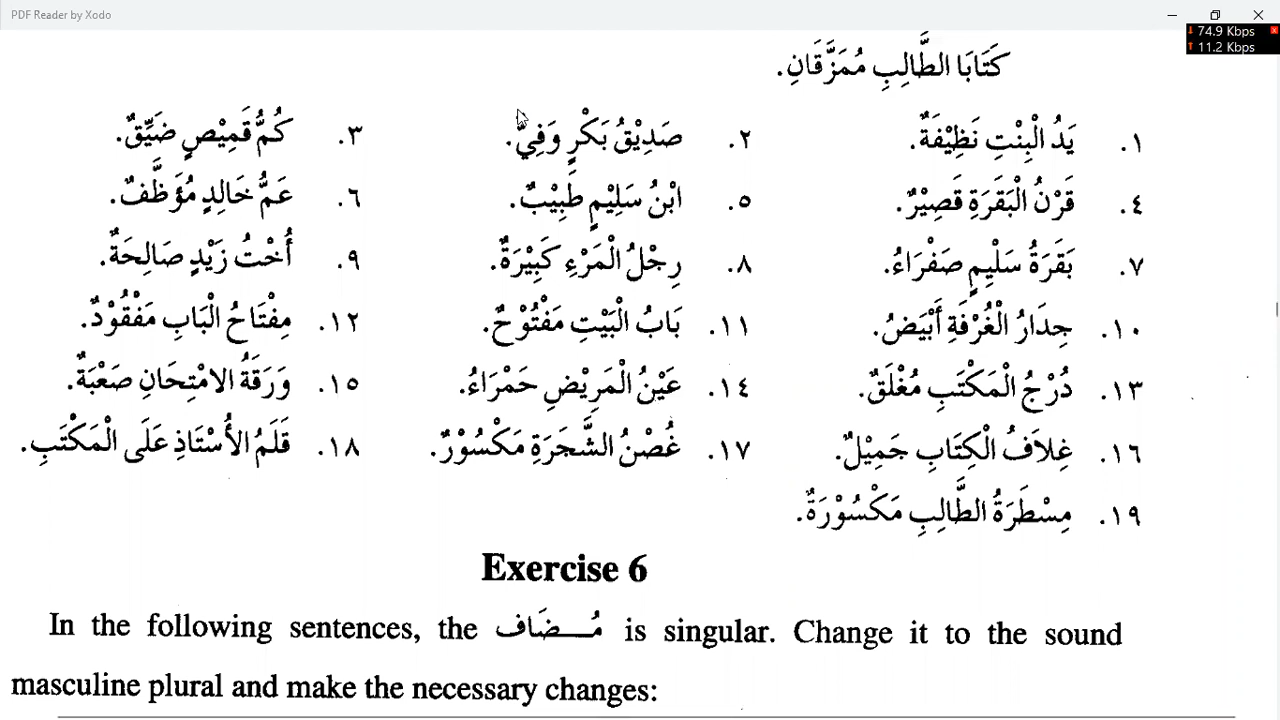 PDF Reader by Xodo
74.9 Kbps
11.2 Kbps
كَتَابَا الطَّالِبِ مُمَزَّقَانِ.
١. يَدُ الْبِنْتِ نَظِيْفَةٌ. ٢. صَدِيْقُ بَكْرٍ وَفِيٌّ. ٣. كُمُّ قَمِيْصٍ ضَيِّقٌ.
٤. قَرْنُ الْبَقَرَةِ قَصِيْرٌ. ٥. ابْنُ سَلِيْمٍ طَبِيْبٌ. ٦. عَمُّ خَالِدٍ مُؤَظَّفٌ.
٧. بَقَرَةُ سَلِيْمٍ صَفْرَاءُ. ٨. رِجْلُ الْمَرْءِ كَبِيْرَةٌ. ٩. أُخْتُ زَيْدٍ صَالِحَةٌ.
١٠. جِدَارُ الْغُرْفَةِ أَبْيَضُ. ١١. بَابُ الْبَيْتِ مَفْتُوْحٌ. ١٢. مِفْتَاحُ الْبَابِ مَفْقُوْدٌ.
١٣. دُرْجُ الْمَكْتَبِ مُغْلَقٌ. ١٤. عَيْنُ الْمَرِيْضِ حَمْرَاءُ. ١٥. وَرَقَةُ الامْتِحَانِ صَعْبَةٌ.
١٦. غِلاَفُ الْكِتَابِ جَمِيْلٌ. ١٧. غُصْنُ الشَّجَرَةِ مَكْسُوْرٌ. ١٨. قَلَمُ الأُسْتَاذِ عَلَى الْمَكْتَبِ.
١٩. مِسْطَرَةُ الطَّالِبِ مَكْسُوْرَةٌ.
Exercise 6
In the following sentences, the مُـــضَاف is singular. Change it to the sound
masculine plural and make the necessary changes: